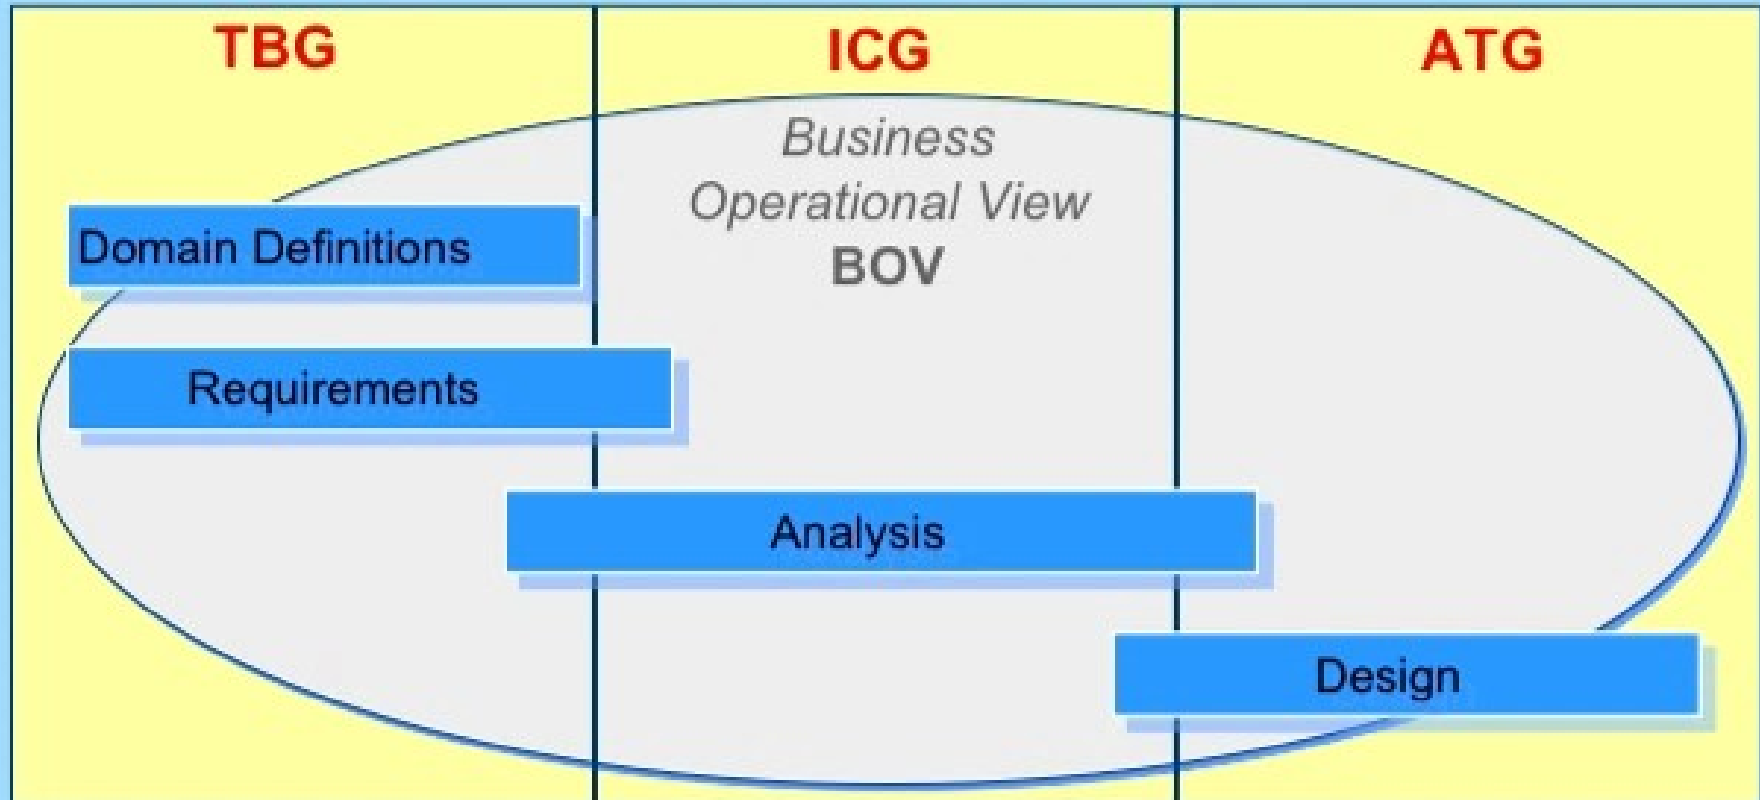 TBG
ICG
ATG
Business
Operational View
BOV
Domain Definitions
Requirements
Analysis
Design